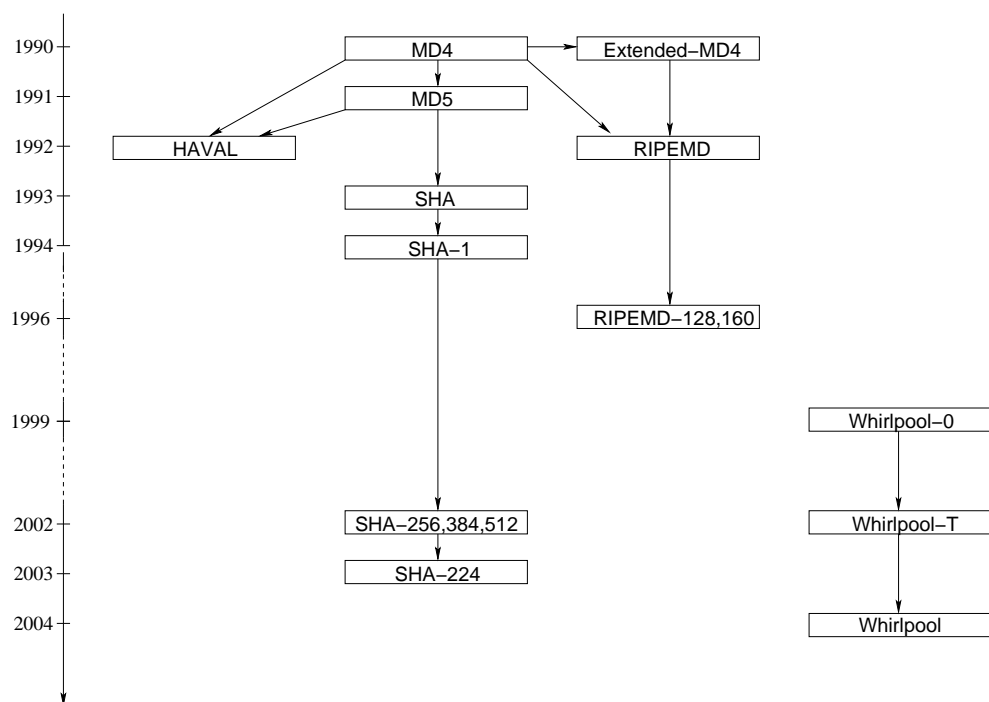 1990
MD4
Extended−MD4
1991
MD5
1992
HAVAL
RIPEMD
1993
SHA
1994
SHA−1
1996
RIPEMD−128,160
1999
Whirlpool−0
2002
SHA−256,384,512
Whirlpool−T
2003
SHA−224
2004
Whirlpool